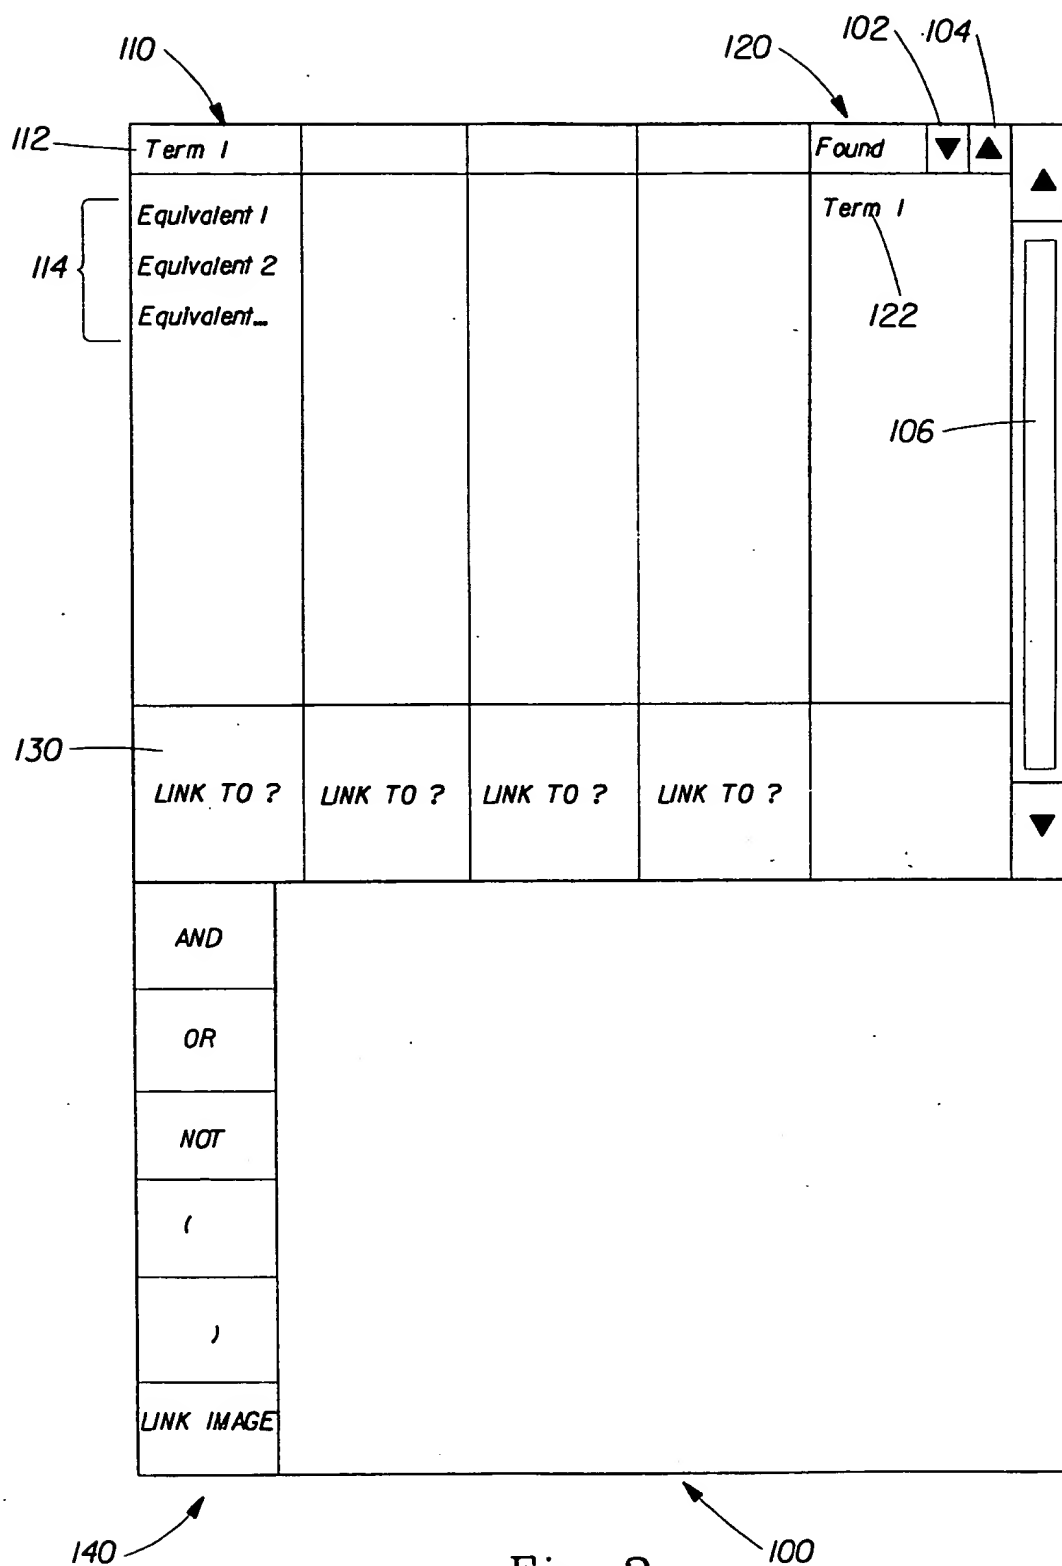 110 120 102 104
112 Term 1 Found ▼ ▲
▲
Equivalent 1 Term 1
114 Equivalent 2
Equivalent... 122
106
130
LINK TO ? LINK TO ? LINK TO ? LINK TO ?
▼
AND
OR
NOT
(
)
LINK IMAGE
140 100